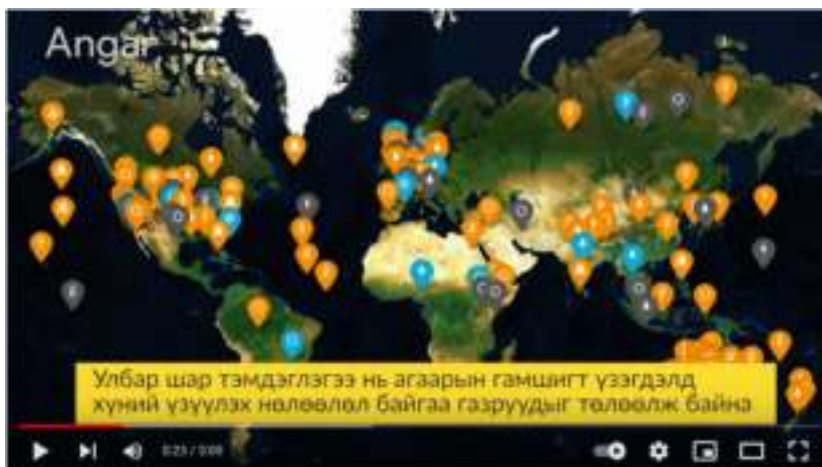 Angar
Улбар шар тэмдэглэгээ нь агаарын гамшигт үзэгдэлд
хүний үзүүлэх нөлөөлөл байгаа газруудыг төлөөлж байна